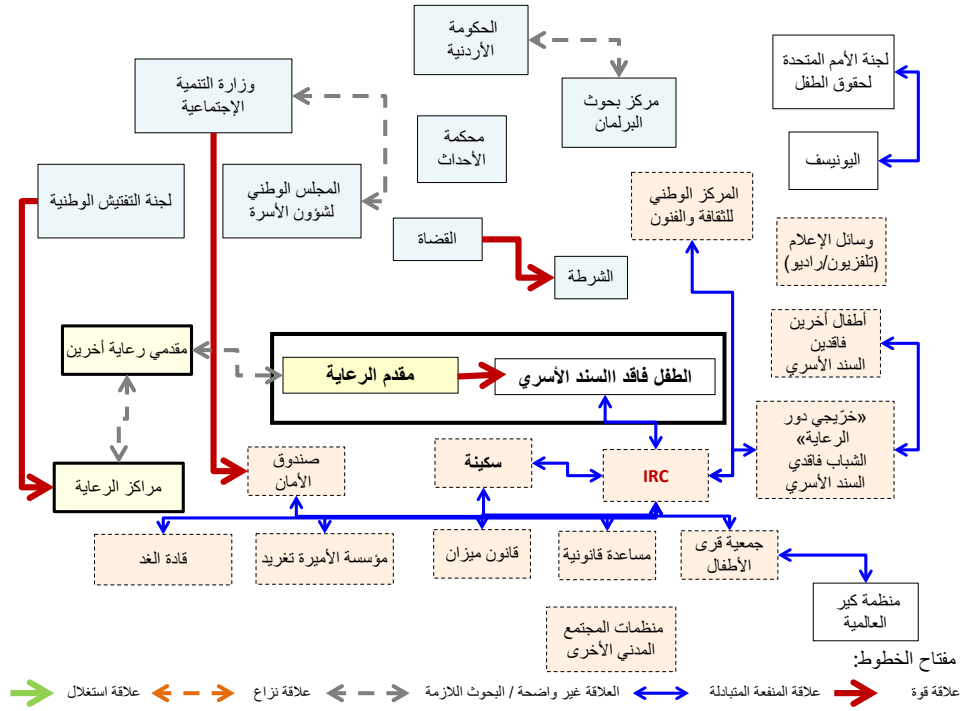 الحكومة
الأردنية
لجنة الأمم المتحدة
لحقوق الطفل
وزارة التنمية
الإجتماعية
مركز بحوث
البرلمان
محكمة
الأحداث
اليونيسف
المجلس الوطني
لشؤون الأسرة
لجنة التفتيش الوطنية
المركز الوطني
للثقافة والفنون
القضاة
وسائل الإعلام
(تلفزيون/راديو)
الشرطة
أطفال أخرين
فاقدين
السند الأسري
مقدمي رعاية أخرين
مقدم الرعاية
الطفل فاقد االسند الأسري
«خرّيجي دور
الرعاية»
الشباب فاقدي
السند الأسري
صندوق
الأمان
سكينة
IRC
مراكز الرعاية
قادة الغد
مؤسسة الأميرة تغريد
قانون ميزان
مساعدة قانونية
جمعية قرى
الأطفال
منظمة كير
العالمية
منظمات المجتمع
المدني الأخرى
مفتاح الخطوط:
علاقة قوة
علاقة المنفعة المتبادلة
العلاقة غير واضحة / البحوث اللازمة
علاقة نزاع
علاقة استغلال